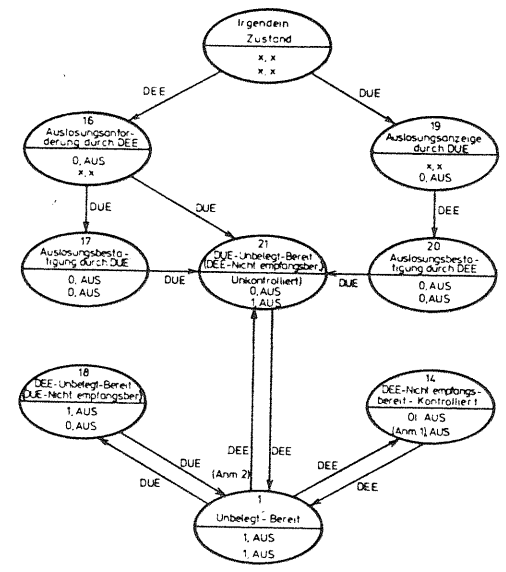 Irgendein
Zustand
x, x
x, x
DEE
DUE
16
Auslosungsanfor-
derung durch DEE
0, AUS
x, x
19
Auslosungsanzeige
durch DUE
x, x
0, AUS
DUE
DUE
DEE
17
Auslosungsbesta-
tigung durch DUE
0, AUS
0, AUS
DUE
21
DUE-Unbelegt-Bereit
(DEE-Nicht empfangsber.)
Unkontrolliert)
0, AUS
1, AUS
DUE
20
Auslosungsbesta-
tigung durch DEE
0, AUS
0, AUS
18
DEE-Unbelegt-Bereit
(DUE-Nicht empfangsber)
1, AUS
0, AUS
14
DEE-Nicht empfangs-
bereit - Kontrolliert
01 AUS
(Anm. 1), AUS
DEE
DEE
DUE
(Anm. 2)
DEE
DUE
DEE
1
Unbelegt - Bereit
1, AUS
1, AUS